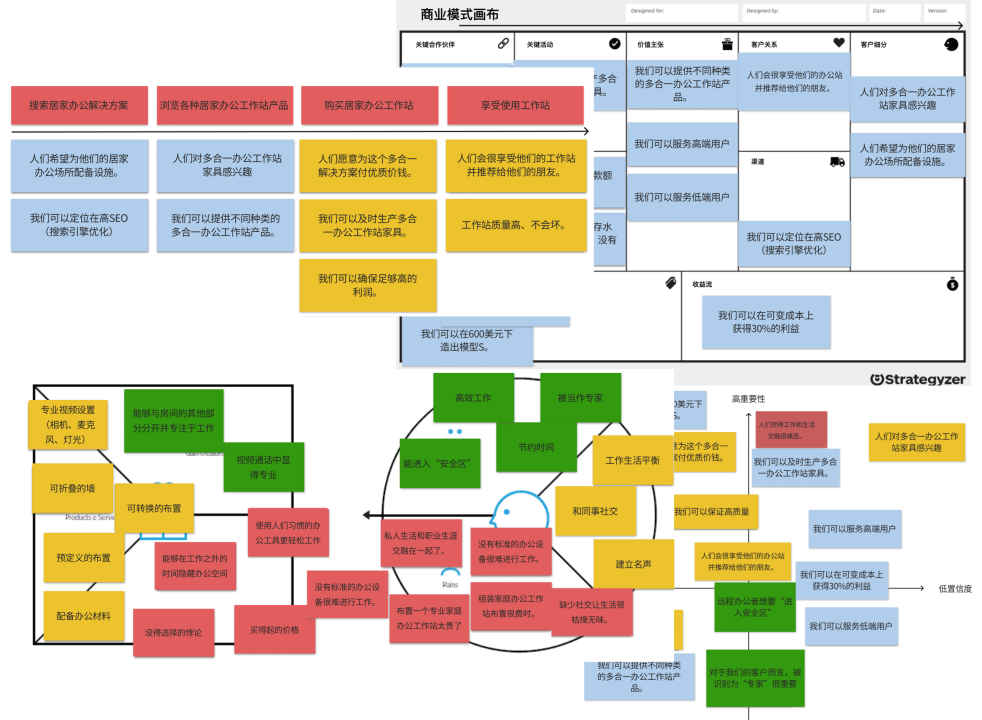 商业模式画布
Designed for:
Designed by:
Date:
Version:
关键合作伙伴
关键活动
价值主张
客户关系
客户细分
我们可以提供不同种类
的多合一办公工作站产
品。
我们可以服务高端用户
我们可以服务低端用户
人们会很享受他们的办公站
并推荐给他们的朋友。
渠道
我们可以定位在高SEO
（搜索引擎优化）
人们对多合一办公工作
站家具感兴趣
人们希望为他们的居家
办公场所配备设施。
多合
具。
款额
存水
没有
收益流
我们可以在可变成本上
获得30%的利益
我们可以在600美元下
造出模型S。
Strategyzer
搜索居家办公解决方案
浏览各种居家办公工作站产品
购买居家办公工作站
享受使用工作站
人们希望为他们的居家
办公场所配备设施。
人们对多合一办公工作站
家具感兴趣
人们愿意为这个多合一
解决方案付优质价钱。
人们会很享受他们的工作站
并推荐给他们的朋友。
我们可以定位在高SEO
（搜索引擎优化）
我们可以提供不同种类的
多合一办公工作站产品。
我们可以及时生产多合
一办公工作站家具。
工作站质量高、不会坏。
我们可以确保足够高的
利润。
专业视频设置
（相机、麦克
风、灯光）
能够与房间的其他部
分分开并专注于工作
视频通话中显
得专业
可折叠的墙
可转换的布置
Products e Servic
使用人们习惯的办
公工具更轻松工作
预定义的布置
能够在工作之外的
时间隐藏办公空间
配备办公材料
没得选择的悖论
买得起的价格
高效工作
被当作专家
节约时间
能进入“安全区”
工作生活平衡
和同事社交
建立名声
私人生活和职业生涯
交融在一起了。
没有标准的办公设
备很难进行工作。
没有标准的办公设
备很难进行工作。
Pains
布置一个专业家庭
办公工作站太贵了
组装家庭办公工作
站布置很费时。
缺少社交让生活很
枯燥无味。
高重要性
低置信度
美元下
S。
意为这个多合一
付优质价钱。
人们觉得工作和生活
交融很痛苦。
我们可以及时生产多合
一办公工作站家具。
人们对多合一办公工作
站家具感兴趣
我们可以保证高质量
我们可以服务高端用户
人们会很享受他们的办公站
并推荐给他们的朋友。
我们可以在可变成本上
获得30%的利益
远程办公者想要“进
入安全区”
我们可以服务低端用户
我们可以提供不同种类
的多合一办公工作站产
品。
对于我们的客户而言，被
识别为“专家”很重要